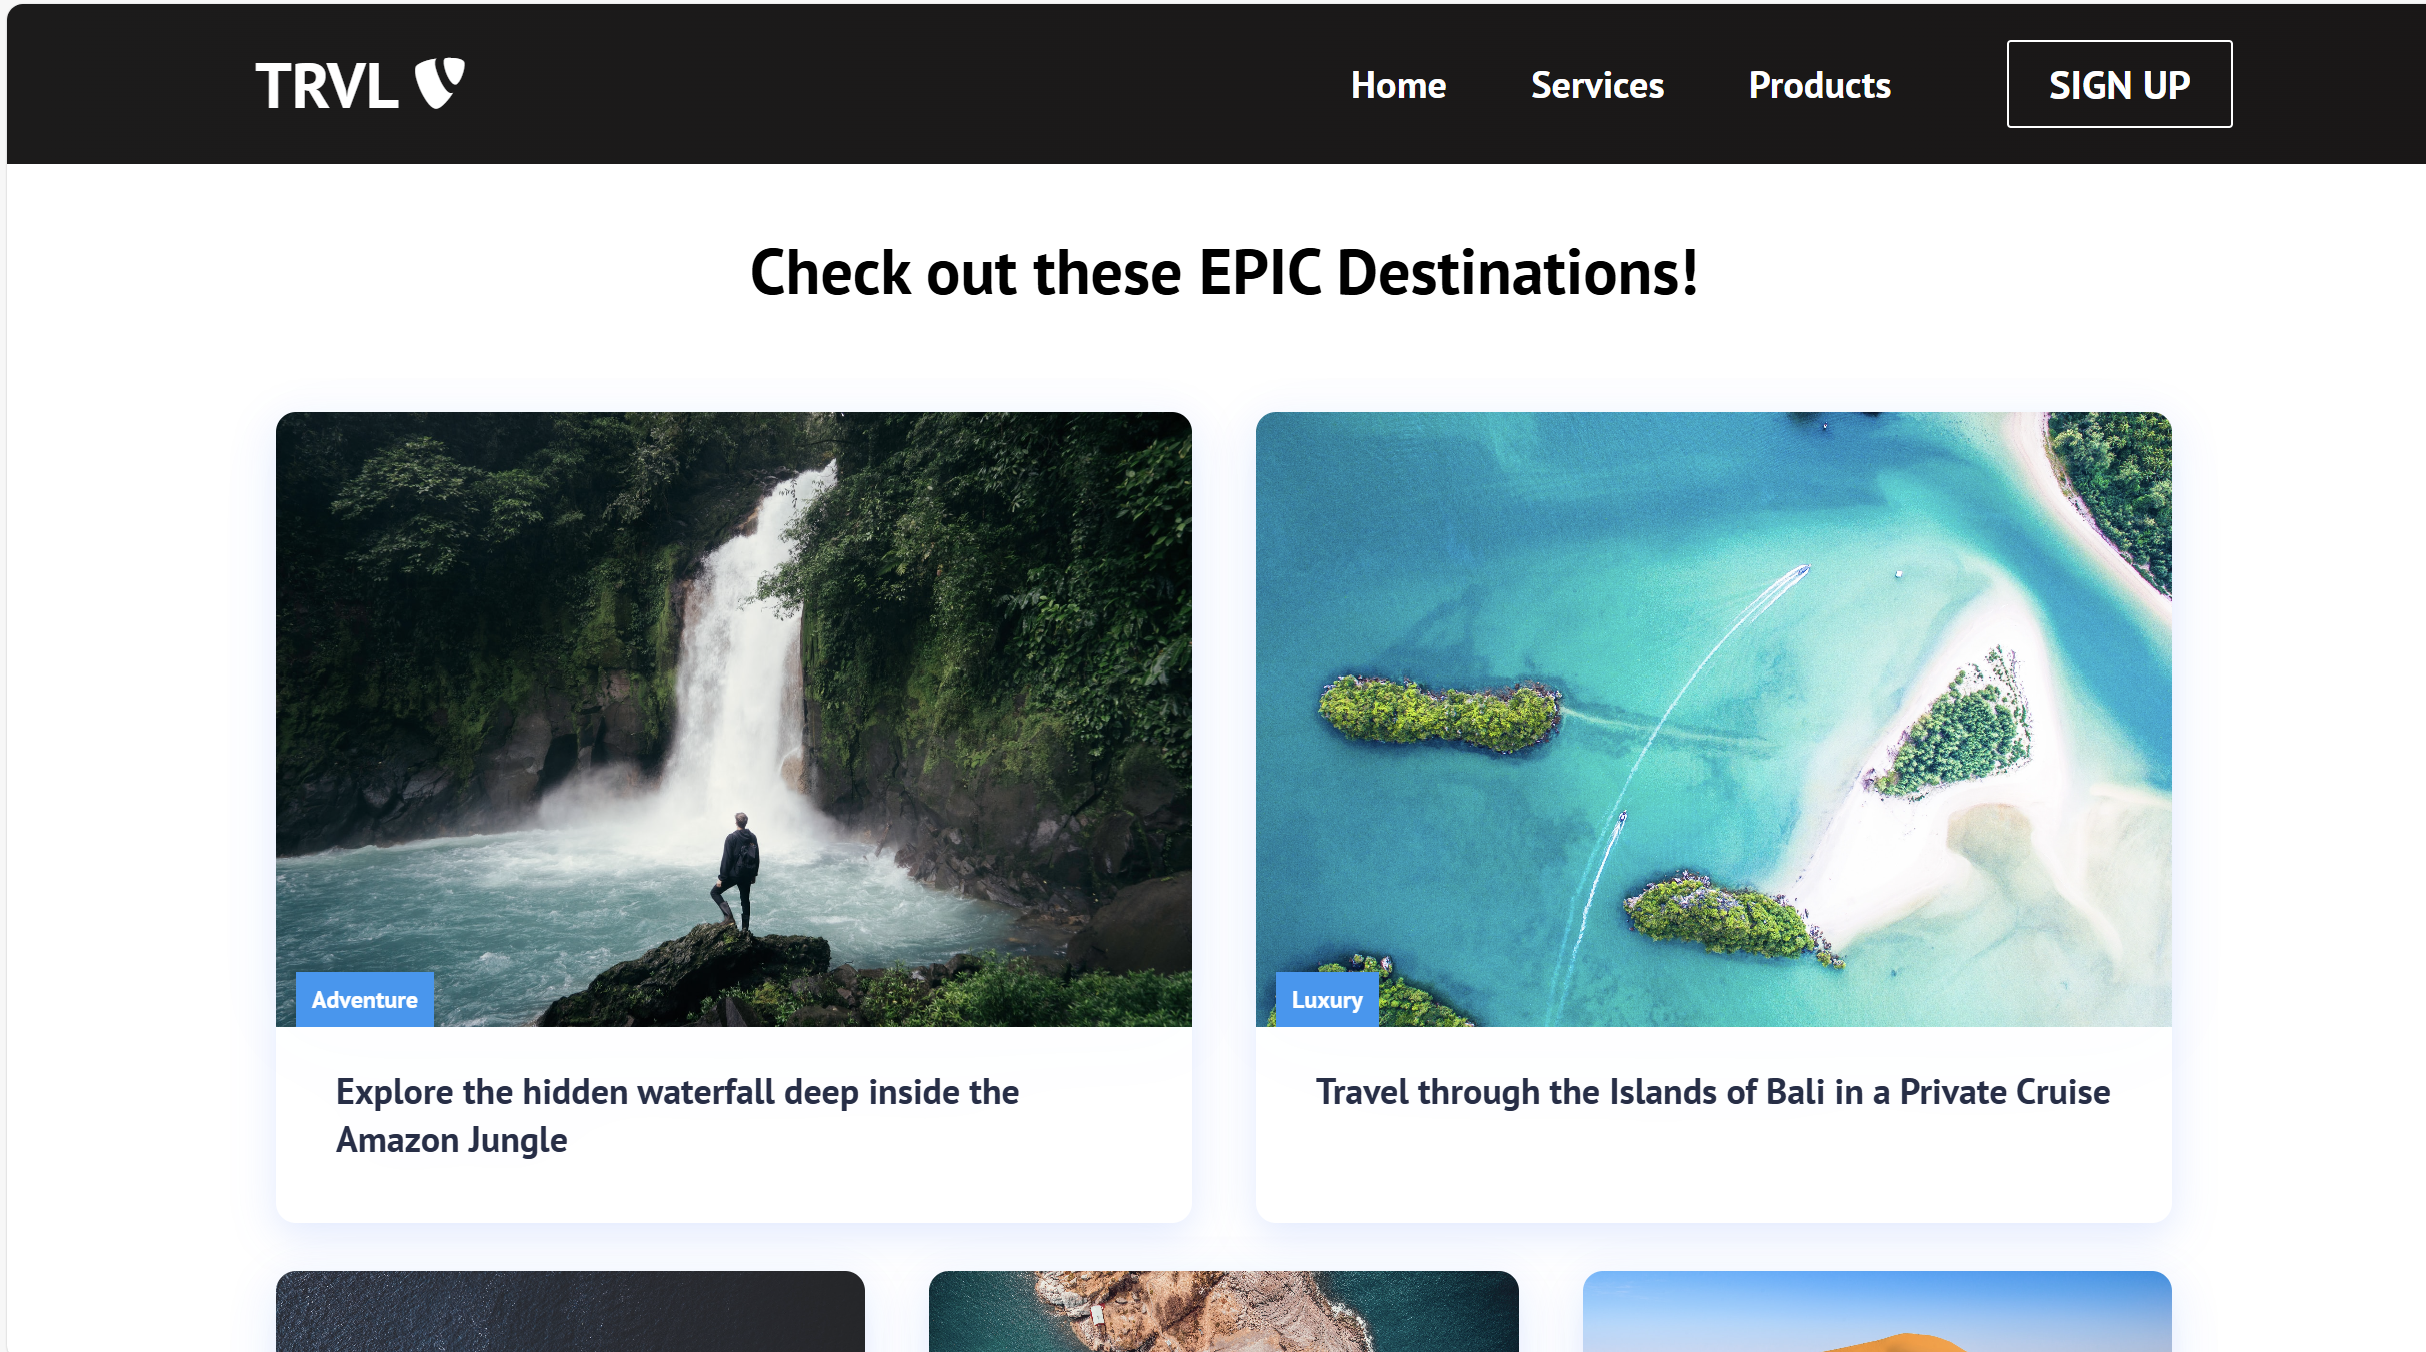 TRVL
Home
Services
Products
SIGN UP
Check out these EPIC Destinations!
Adventure
Explore the hidden waterfall deep inside the
Amazon Jungle
Luxury
Travel through the Islands of Bali in a Private Cruise